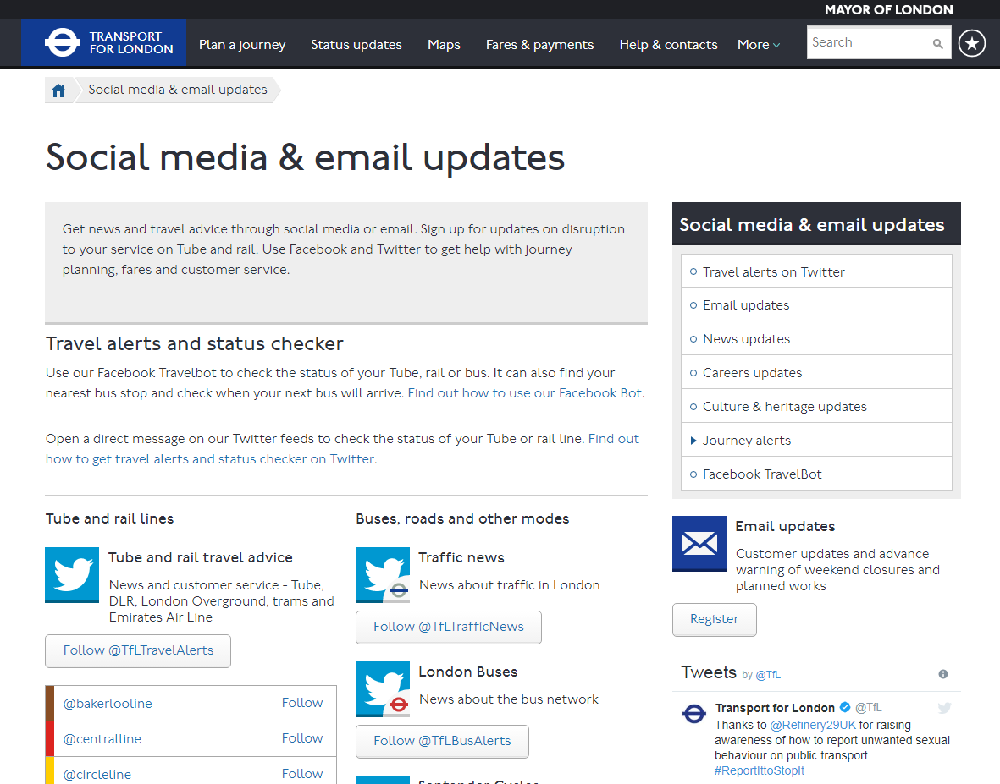 MAYOR OF LONDON
TRANSPORT
FOR LONDON
Plan a journey
Status updates
Maps
Fares & payments
Help & contacts
More
Search
Social media & email updates
Social media & email updates
Get news and travel advice through social media or email. Sign up for updates on disruption
to your service on Tube and rail. Use Facebook and Twitter to get help with journey
planning, fares and customer service.
Travel alerts and status checker
Use our Facebook Travelbot to check the status of your Tube, rail or bus. It can also find your
nearest bus stop and check when your next bus will arrive. Find out how to use our Facebook Bot.
Open a direct message on our Twitter feeds to check the status of your Tube or rail line. Find out
how to get travel alerts and status checker on Twitter.
Tube and rail lines
Tube and rail travel advice
News and customer service - Tube,
DLR, London Overground, trams and
Emirates Air Line
Follow @TfLTravelAlerts
@bakerlooline
Follow
@centralline
Follow
@circleline
Follow
Buses, roads and other modes
Traffic news
News about traffic in London
Follow @TfLTrafficNews
London Buses
News about the bus network
Follow @TfLBusAlerts
Santander Cycles
Social media & email updates
Travel alerts on Twitter
Email updates
News updates
Careers updates
Culture & heritage updates
Journey alerts
Facebook TravelBot
Email updates
Customer updates and advance
warning of weekend closures and
planned works
Register
Tweets by @TfL
Transport for London @TfL
Thanks to @Refinery29UK for raising
awareness of how to report unwanted sexual
behaviour on public transport
#ReportIttoStopIt